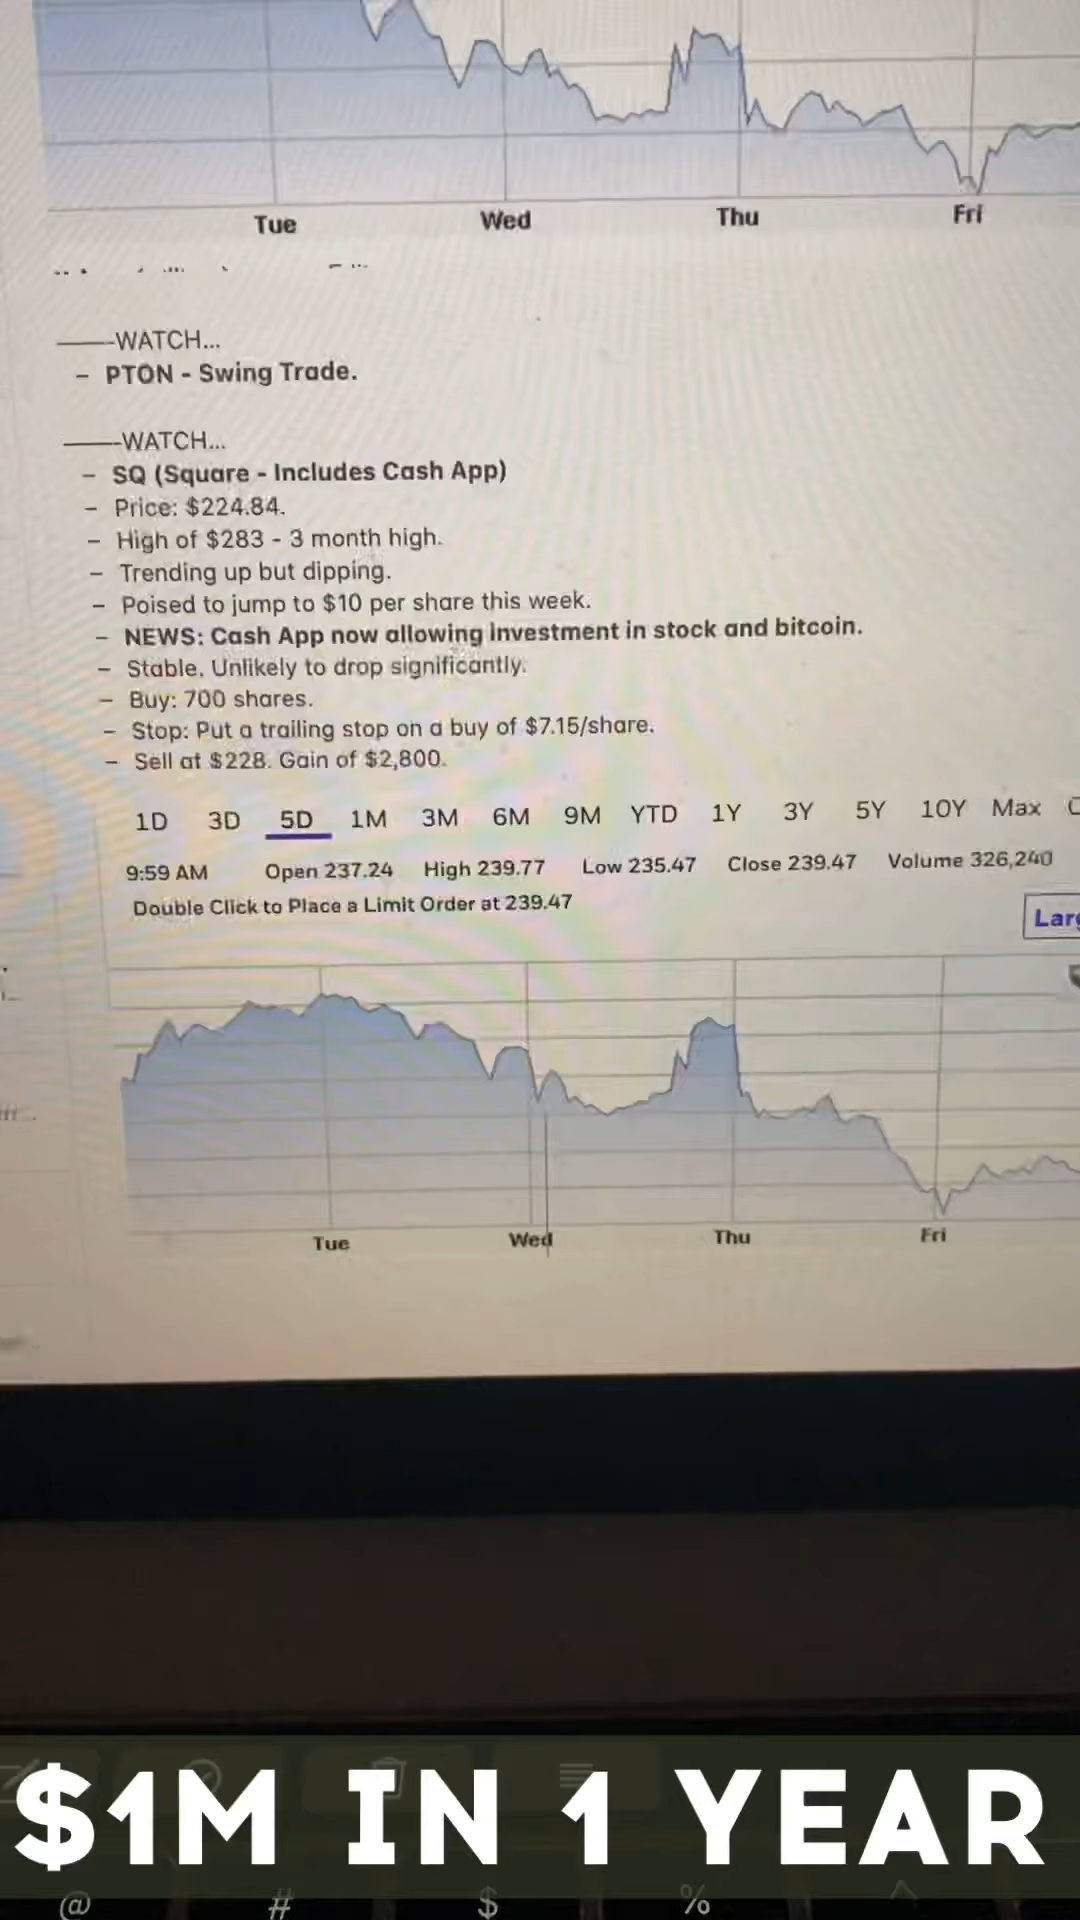 Tue Wed Thu Fri
———-WATCH...
– PTON - Swing Trade.
———-WATCH...
– SQ (Square - Includes Cash App)
– Price: $224.84.
– High of $283 - 3 month high.
– Trending up but dipping.
– Poised to jump to $10 per share this week.
– NEWS: Cash App now allowing investment in stock and bitcoin.
– Stable. Unlikely to drop significantly.
– Buy: 700 shares.
– Stop: Put a trailing stop on a buy of $7.15/share.
– Sell at $228. Gain of $2,800.
1D 3D 5D 1M 3M 6M 9M YTD 1Y 3Y 5Y 10Y Max
9:59 AM Open 237.24 High 239.77 Low 235.47 Close 239.47 Volume 326,240
Double Click to Place a Limit Order at 239.47
Larg
Tue Wed Thu Fri
$1M IN 1 YEAR
@ # $ % ^